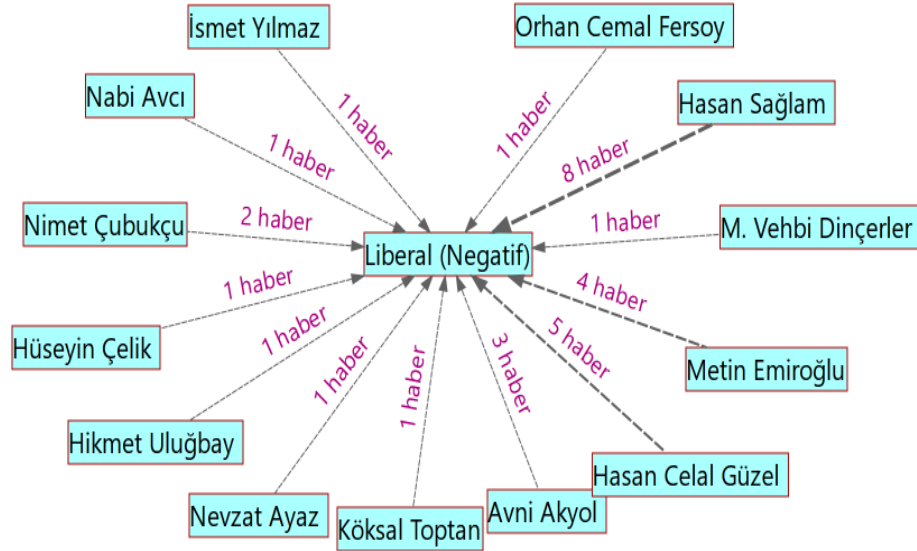 İsmet Yılmaz
Orhan Cemal Fersoy
Nabi Avcı
Hasan Sağlam
1 haber
1 haber
1 haber
8 haber
Nimet Çubukçu
2 haber
Liberal (Negatif)
1 haber
M. Vehbi Dinçerler
1 haber
4 haber
Hüseyin Çelik
1 haber
1 haber
1 haber
3 haber
5 haber
Metin Emiroğlu
Hikmet Uluğbay
Hasan Celal Güzel
Nevzat Ayaz
Köksal Toptan
Avni Akyol